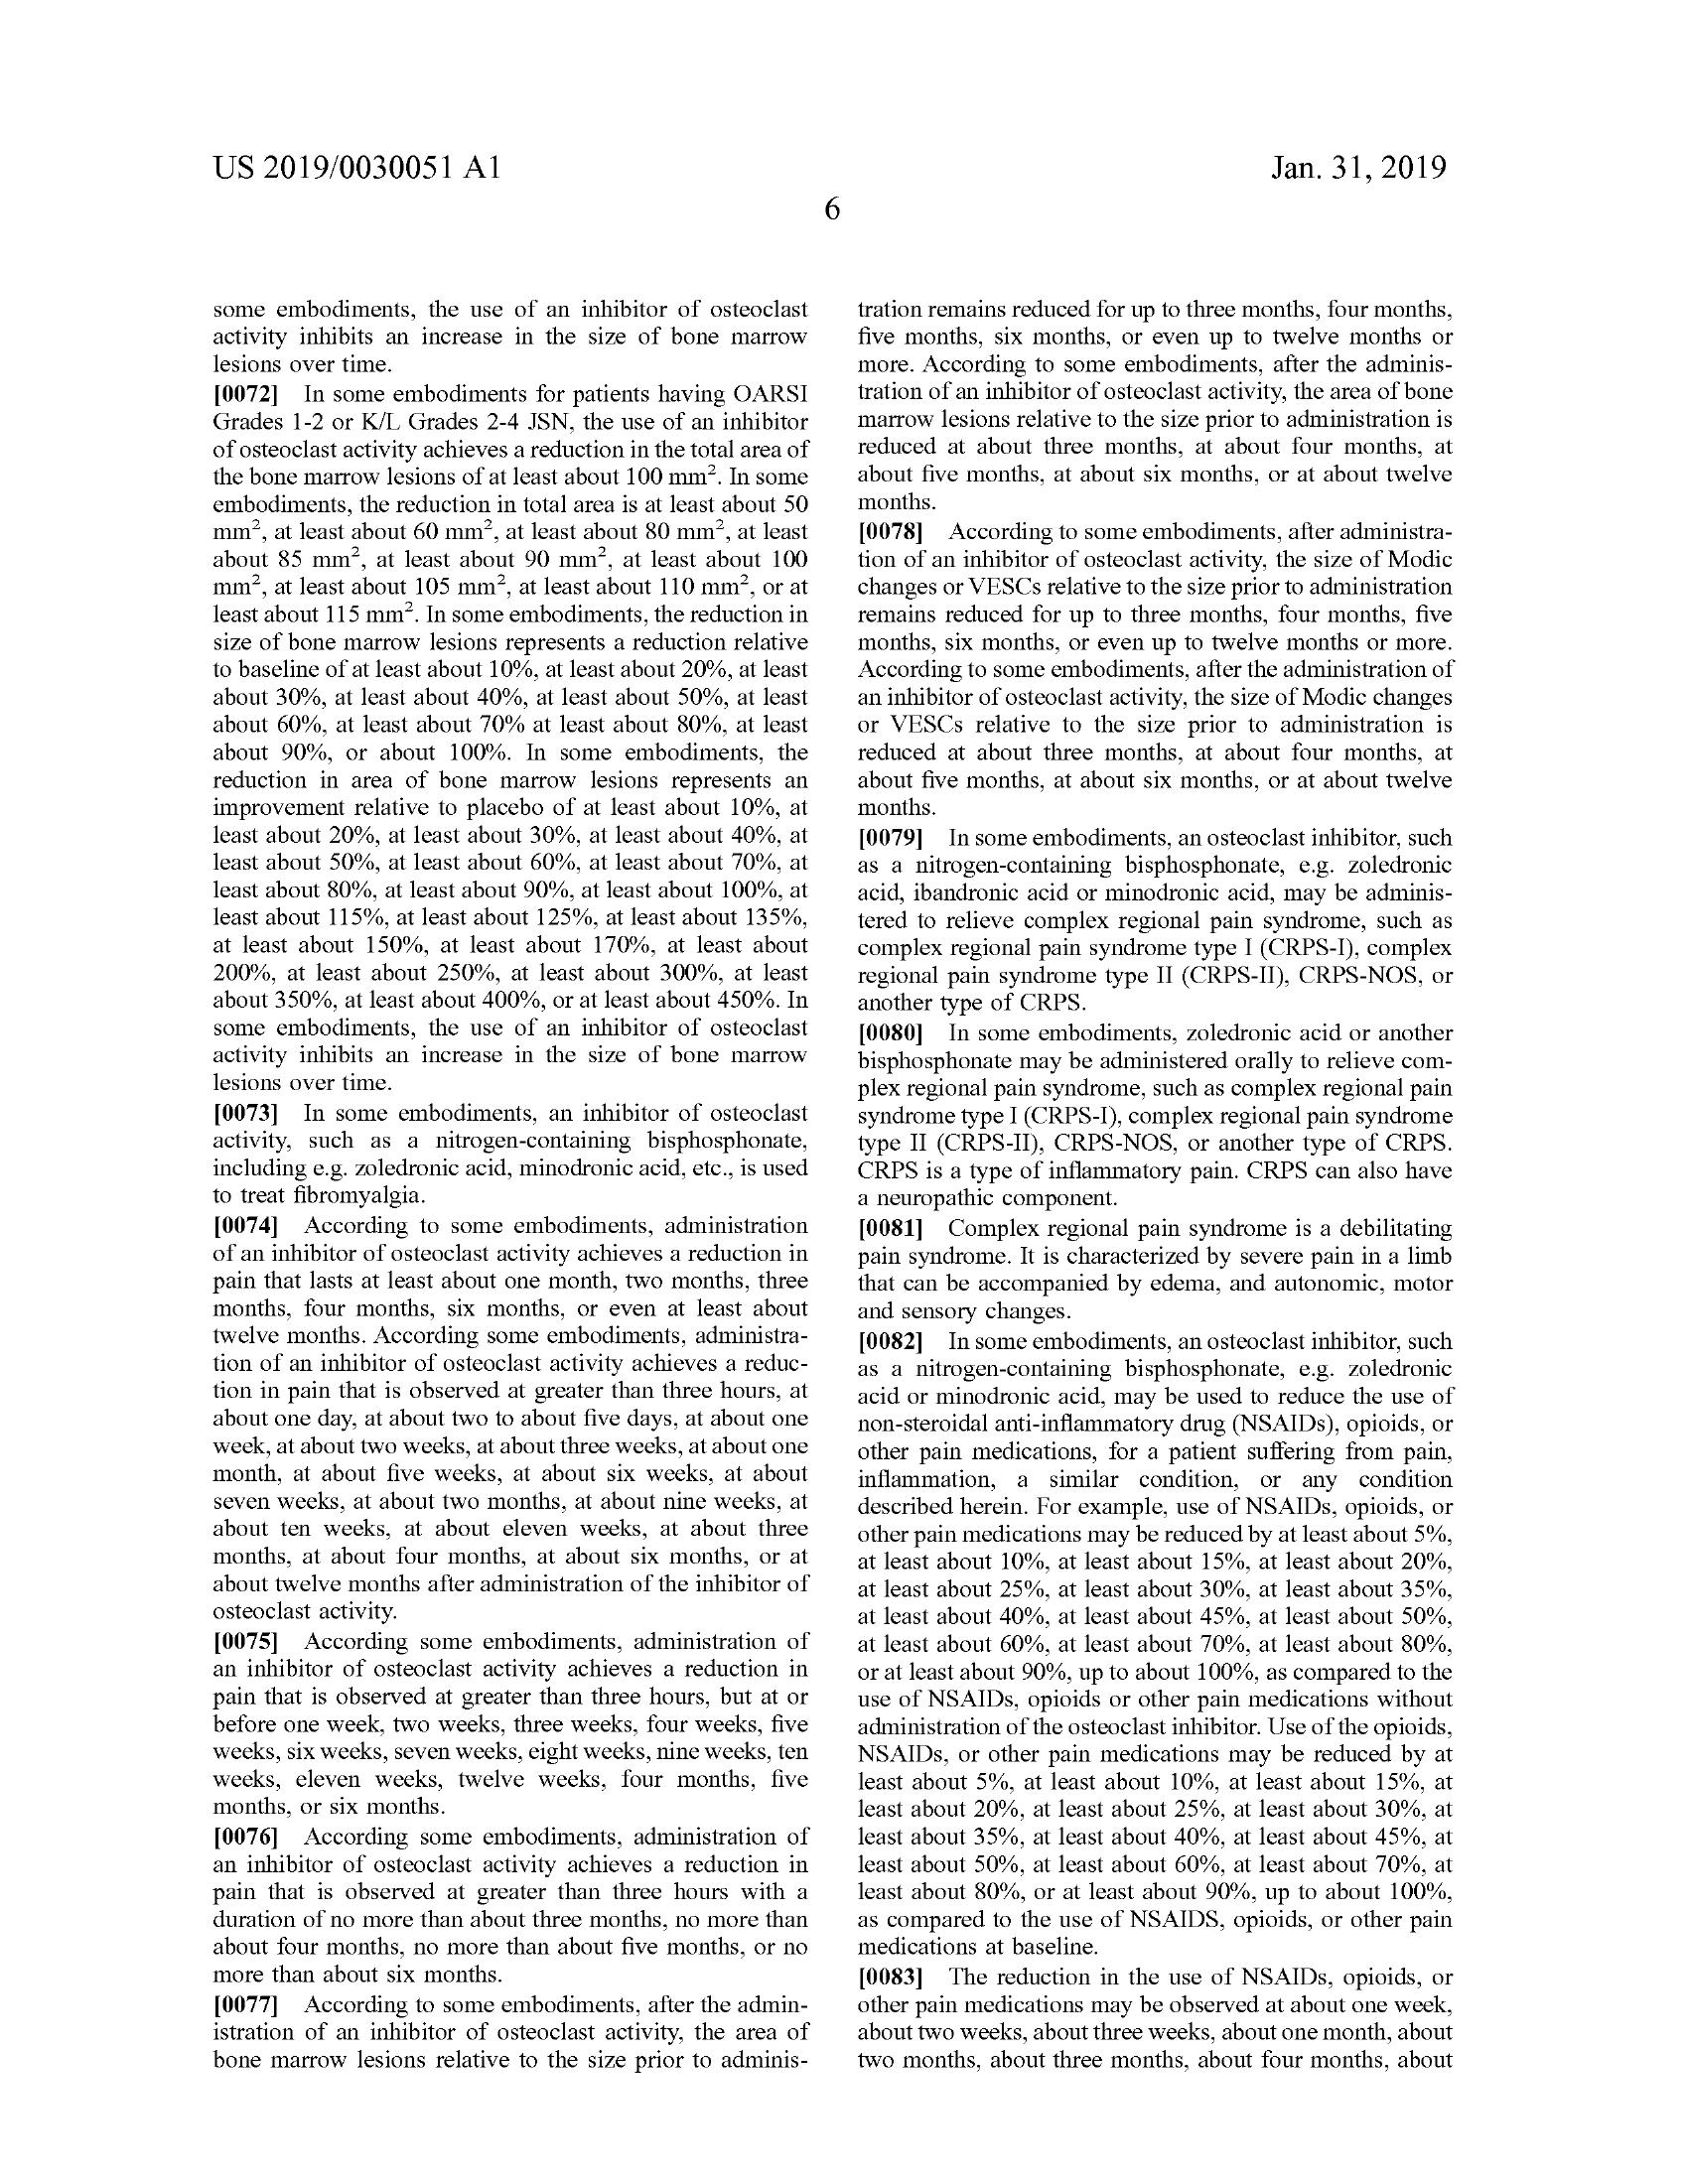 US 2019/0030051 A1
Jan. 31, 2019
6
some embodiments, the use of an inhibitor of osteoclast
activity inhibits an increase in the size of bone marrow
lesions over time.
[0072] In some embodiments for patients having OARSI
Grades 1-2 or K/L Grades 2-4 JSN, the use of an inhibitor
of osteoclast activity achieves a reduction in the total area of
the bone marrow lesions of at least about 100 mm². In some
embodiments, the reduction in total area is at least about 50
mm², at least about 60 mm², at least about 80 mm², at least
about 85 mm², at least about 90 mm², at least about 100
mm², at least about 105 mm², at least about 110 mm², or at
least about 115 mm². In some embodiments, the reduction in
size of bone marrow lesions represents a reduction relative
to baseline of at least about 10%, at least about 20%, at least
about 30%, at least about 40%, at least about 50%, at least
about 60%, at least about 70% at least about 80%, at least
about 90%, or about 100%. In some embodiments, the
reduction in area of bone marrow lesions represents an
improvement relative to placebo of at least about 10%, at
least about 20%, at least about 30%, at least about 40%, at
least about 50%, at least about 60%, at least about 70%, at
least about 80%, at least about 90%, at least about 100%, at
least about 115%, at least about 125%, at least about 135%,
at least about 150%, at least about 170%, at least about
200%, at least about 250%, at least about 300%, at least
about 350%, at least about 400%, or at least about 450%. In
some embodiments, the use of an inhibitor of osteoclast
activity inhibits an increase in the size of bone marrow
lesions over time.
[0073] In some embodiments, an inhibitor of osteoclast
activity, such as a nitrogen-containing bisphosphonate,
including e.g. zoledronic acid, minodronic acid, etc., is used
to treat fibromyalgia.
[0074] According to some embodiments, administration
of an inhibitor of osteoclast activity achieves a reduction in
pain that lasts at least about one month, two months, three
months, four months, six months, or even at least about
twelve months. According some embodiments, administra-
tion of an inhibitor of osteoclast activity achieves a reduc-
tion in pain that is observed at greater than three hours, at
about one day, at about two to about five days, at about one
week, at about two weeks, at about three weeks, at about one
month, at about five weeks, at about six weeks, at about
seven weeks, at about two months, at about nine weeks, at
about ten weeks, at about eleven weeks, at about three
months, at about four months, at about six months, or at
about twelve months after administration of the inhibitor of
osteoclast activity.
[0075] According some embodiments, administration of
an inhibitor of osteoclast activity achieves a reduction in
pain that is observed at greater than three hours, but at or
before one week, two weeks, three weeks, four weeks, five
weeks, six weeks, seven weeks, eight weeks, nine weeks, ten
weeks, eleven weeks, twelve weeks, four months, five
months, or six months.
[0076] According some embodiments, administration of
an inhibitor of osteoclast activity achieves a reduction in
pain that is observed at greater than three hours with a
duration of no more than about three months, no more than
about four months, no more than about five months, or no
more than about six months.
[0077] According to some embodiments, after the admin-
istration of an inhibitor of osteoclast activity, the area of
bone marrow lesions relative to the size prior to adminis-
tration remains reduced for up to three months, four months,
five months, six months, or even up to twelve months or
more. According to some embodiments, after the adminis-
tration of an inhibitor of osteoclast activity, the area of bone
marrow lesions relative to the size prior to administration is
reduced at about three months, at about four months, at
about five months, at about six months, or at about twelve
months.
[0078] According to some embodiments, after administra-
tion of an inhibitor of osteoclast activity, the size of Modic
changes or VESCs relative to the size prior to administration
remains reduced for up to three months, four months, five
months, six months, or even up to twelve months or more.
According to some embodiments, after the administration of
an inhibitor of osteoclast activity, the size of Modic changes
or VESCs relative to the size prior to administration is
reduced at about three months, at about four months, at
about five months, at about six months, or at about twelve
months.
[0079] In some embodiments, an osteoclast inhibitor, such
as a nitrogen-containing bisphosphonate, e.g. zoledronic
acid, ibandronic acid or minodronic acid, may be adminis-
tered to relieve complex regional pain syndrome, such as
complex regional pain syndrome type I (CRPS-I), complex
regional pain syndrome type II (CRPS-II), CRPS-NOS, or
another type of CRPS.
[0080] In some embodiments, zoledronic acid or another
bisphosphonate may be administered orally to relieve com-
plex regional pain syndrome, such as complex regional pain
syndrome type I (CRPS-I), complex regional pain syndrome
type II (CRPS-II), CRPS-NOS, or another type of CRPS.
CRPS is a type of inflammatory pain. CRPS can also have
a neuropathic component.
[0081] Complex regional pain syndrome is a debilitating
pain syndrome. It is characterized by severe pain in a limb
that can be accompanied by edema, and autonomic, motor
and sensory changes.
[0082] In some embodiments, an osteoclast inhibitor, such
as a nitrogen-containing bisphosphonate, e.g. zoledronic
acid or minodronic acid, may be used to reduce the use of
non-steroidal anti-inflammatory drug (NSAIDs), opioids, or
other pain medications, for a patient suffering from pain,
inflammation, a similar condition, or any condition
described herein. For example, use of NSAIDs, opioids, or
other pain medications may be reduced by at least about 5%,
at least about 10%, at least about 15%, at least about 20%,
at least about 25%, at least about 30%, at least about 35%,
at least about 40%, at least about 45%, at least about 50%,
at least about 60%, at least about 70%, at least about 80%,
or at least about 90%, up to about 100%, as compared to the
use of NSAIDs, opioids or other pain medications without
administration of the osteoclast inhibitor. Use of the opioids,
NSAIDs, or other pain medications may be reduced by at
least about 5%, at least about 10%, at least about 15%, at
least about 20%, at least about 25%, at least about 30%, at
least about 35%, at least about 40%, at least about 45%, at
least about 50%, at least about 60%, at least about 70%, at
least about 80%, or at least about 90%, up to about 100%,
as compared to the use of NSAIDS, opioids, or other pain
medications at baseline.
[0083] The reduction in the use of NSAIDs, opioids, or
other pain medications may be observed at about one week,
about two weeks, about three weeks, about one month, about
two months, about three months, about four months, about